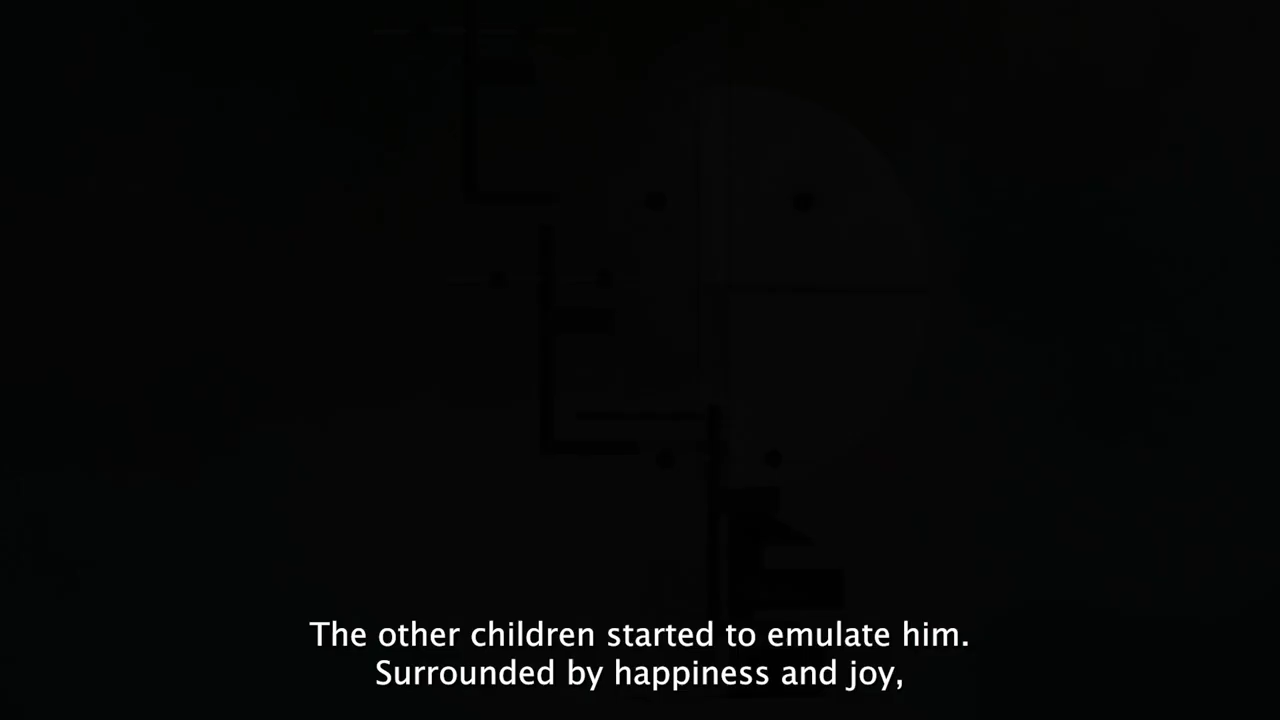 The other children started to emulate him.
Surrounded by happiness and joy,